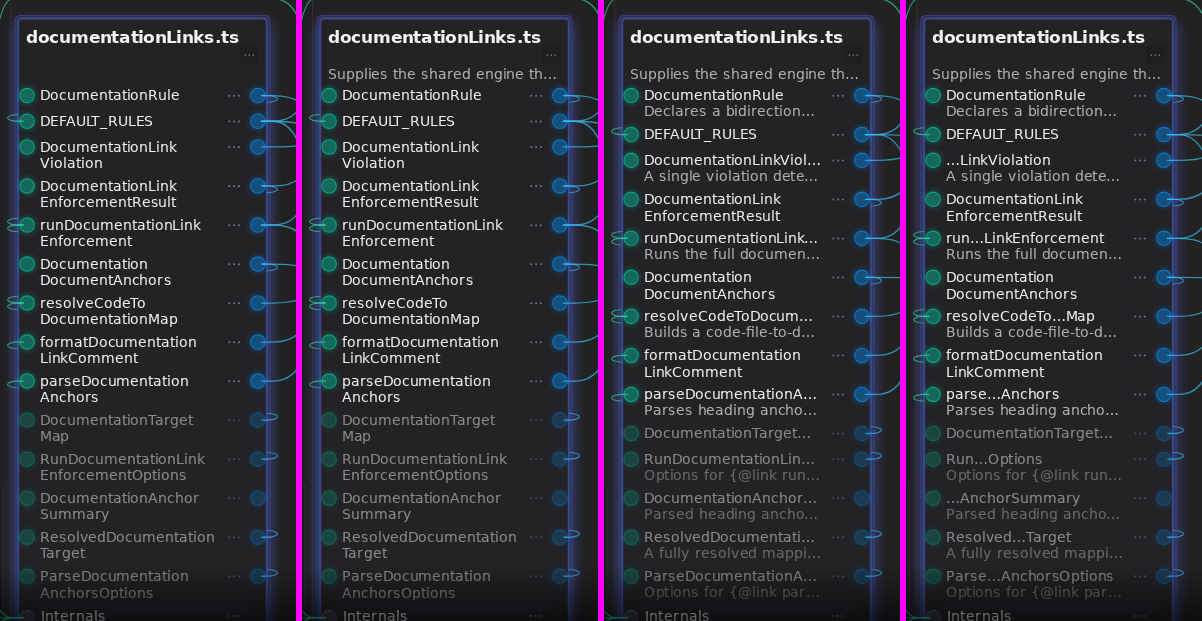 documentationLinks.ts
...
DocumentationRule ...
DEFAULT_RULES ...
DocumentationLink ...
Violation
DocumentationLink ...
EnforcementResult
runDocumentationLink ...
Enforcement
Documentation ...
DocumentAnchors
resolveCodeTo ...
DocumentationMap
formatDocumentation ...
LinkComment
parseDocumentation ...
Anchors
DocumentationTarget ...
Map
RunDocumentationLink ...
EnforcementOptions
DocumentationAnchor ...
Summary
ResolvedDocumentation ...
Target
ParseDocumentation ...
AnchorsOptions
Internals
documentationLinks.ts
...
Supplies the shared engine th...
DocumentationRule ...
DEFAULT_RULES ...
DocumentationLink ...
Violation
DocumentationLink ...
EnforcementResult
runDocumentationLink ...
Enforcement
Documentation ...
DocumentAnchors
resolveCodeTo ...
DocumentationMap
formatDocumentation ...
LinkComment
parseDocumentation ...
Anchors
DocumentationTarget ...
Map
RunDocumentationLink ...
EnforcementOptions
DocumentationAnchor ...
Summary
ResolvedDocumentation ...
Target
ParseDocumentation ...
AnchorsOptions
Internals
documentationLinks.ts
...
Supplies the shared engine th...
DocumentationRule ...
Declares a bidirection...
DEFAULT_RULES ...
DocumentationLinkViol... ...
A single violation dete...
DocumentationLink ...
EnforcementResult
runDocumentationLink... ...
Runs the full documen...
Documentation ...
DocumentAnchors
resolveCodeToDocum... ...
Builds a code-file-to-d...
formatDocumentation ...
LinkComment
parseDocumentationA... ...
Parses heading ancho...
DocumentationTarget... ...
RunDocumentationLin... ...
Options for {@link run...
DocumentationAnchor... ...
Parsed heading ancho...
ResolvedDocumentati... ...
A fully resolved mappi...
ParseDocumentationA... ...
Options for {@link par...
Internals
documentationLinks.ts
...
Supplies the shared engine th...
DocumentationRule ...
Declares a bidirection...
DEFAULT_RULES ...
...LinkViolation ...
A single violation dete...
DocumentationLink ...
EnforcementResult
run...LinkEnforcement ...
Runs the full documen...
Documentation ...
DocumentAnchors
resolveCodeTo...Map ...
Builds a code-file-to-d...
formatDocumentation ...
LinkComment
parse...Anchors ...
Parses heading ancho...
DocumentationTarget... ...
Run...Options ...
Options for {@link run...
...AnchorSummary ...
Parsed heading ancho...
Resolved...Target ...
A fully resolved mappi...
Parse...AnchorsOptions ...
Options for {@link par...
Internals